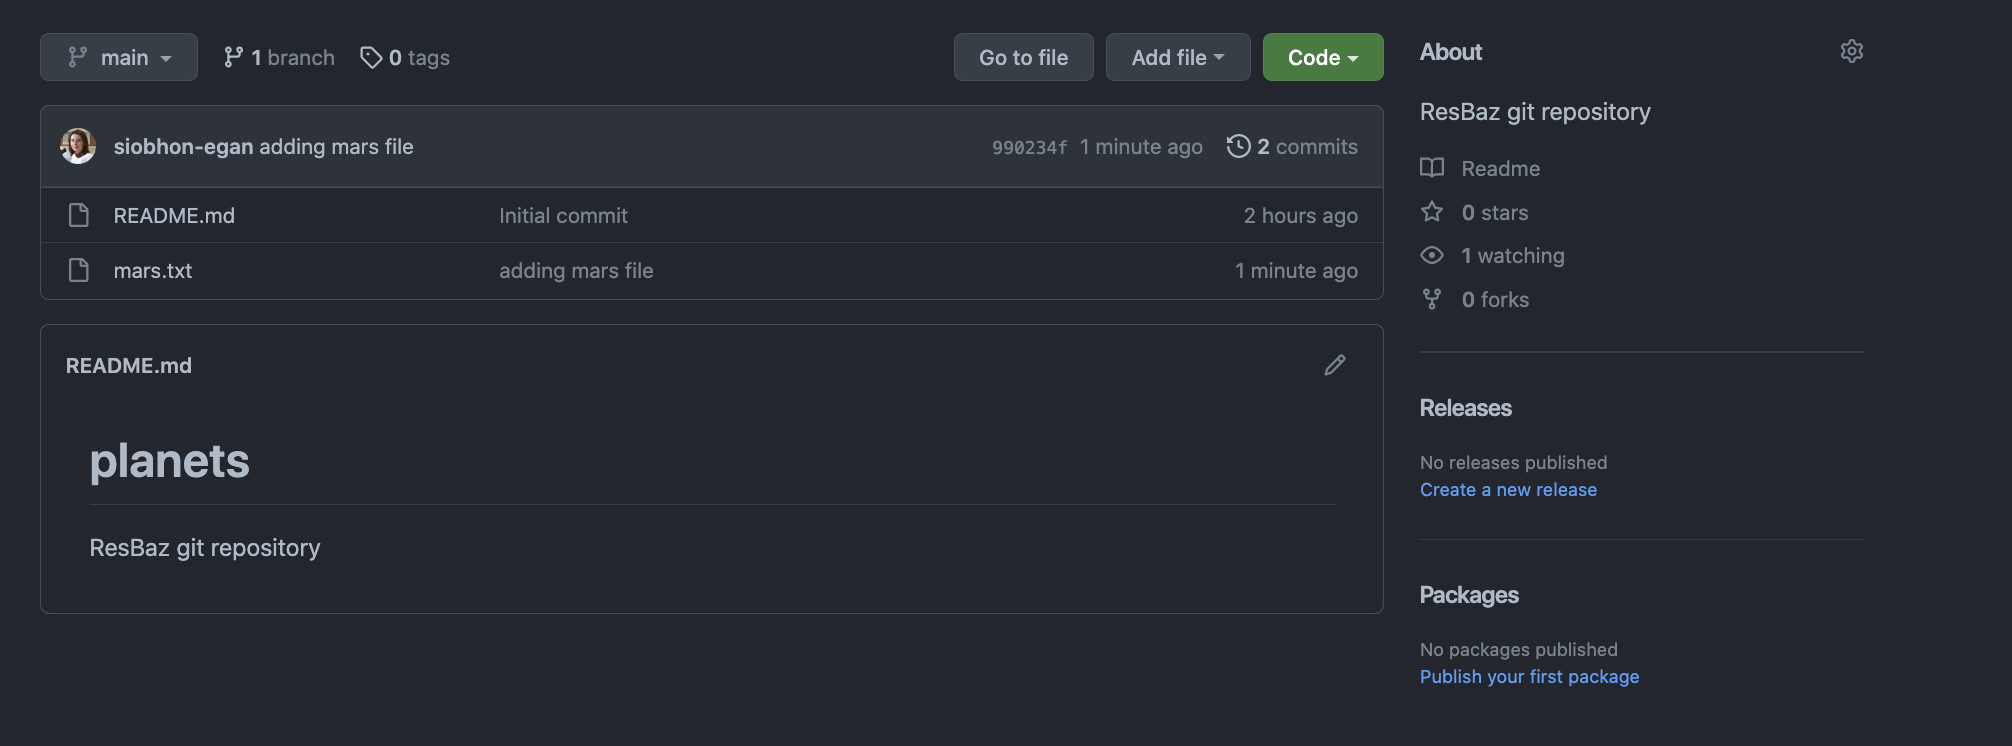 main 1 branch 0 tags Go to file Add file Code
siobhon-egan adding mars file 990234f 1 minute ago 2 commits
README.md Initial commit 2 hours ago
mars.txt adding mars file 1 minute ago
README.md
planets
ResBaz git repository
About
ResBaz git repository
Readme
0 stars
1 watching
0 forks
Releases
No releases published
Create a new release
Packages
No packages published
Publish your first package